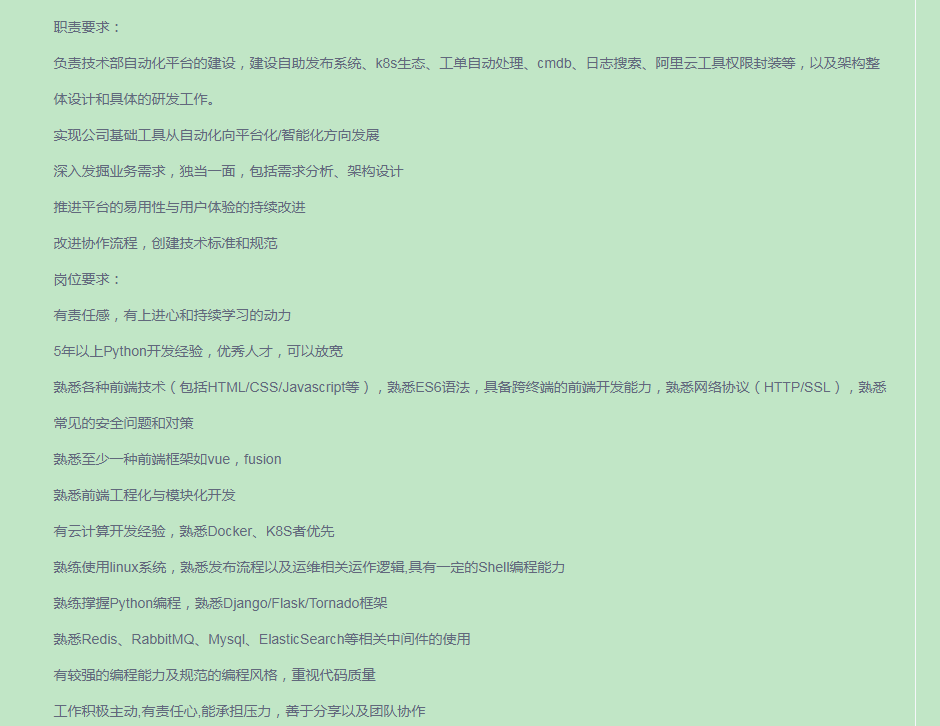 职责要求：
负责技术部自动化平台的建设，建设自助发布系统、k8s生态、工单自动处理、cmdb、日志搜索、阿里云工具权限封装等，以及架构整
体设计和具体的研发工作。
实现公司基础工具从自动化向平台化/智能化方向发展
深入发掘业务需求，独当一面，包括需求分析、架构设计
推进平台的易用性与用户体验的持续改进
改进协作流程，创建技术标准和规范
岗位要求：
有责任感，有上进心和持续学习的动力
5年以上Python开发经验，优秀人才，可以放宽
熟悉各种前端技术（包括HTML/CSS/Javascript等），熟悉ES6语法，具备跨终端的前端开发能力，熟悉网络协议（HTTP/SSL），熟悉
常见的安全问题和对策
熟悉至少一种前端框架如vue，fusion
熟悉前端工程化与模块化开发
有云计算开发经验，熟悉Docker、K8S者优先
熟练使用linux系统，熟悉发布流程以及运维相关运作逻辑,具有一定的Shell编程能力
熟练撑握Python编程，熟悉Django/Flask/Tornado框架
熟悉Redis、RabbitMQ、Mysql、ElasticSearch等相关中间件的使用
有较强的编程能力及规范的编程风格，重视代码质量
工作积极主动,有责任心,能承担压力，善于分享以及团队协作